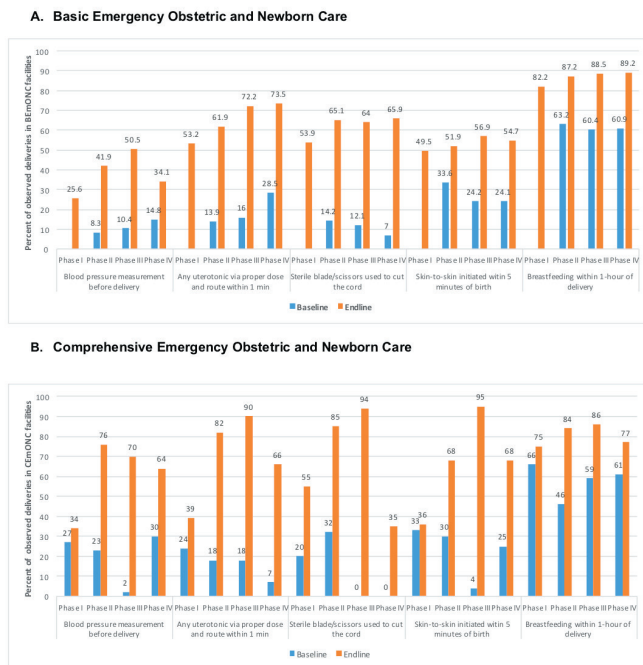 A. Basic Emergency Obstetric and Newborn Care
Percent of observed deliveries in BEmONC facilities
100
90
80
70
60
50
40
30
20
10
0
25.6 8.3 41.9 10.4 50.5 14.8 34.1
53.2 13.9 61.9 16 72.2 28.5 73.5
53.9 14.2 65.1 12.1 64 7 65.9
49.5 33.6 51.9 24.2 56.9 24.1 54.7
82.2 63.2 87.2 60.4 88.5 60.9 89.2
Phase I Phase II Phase III Phase IV Phase I Phase II Phase III Phase IV Phase I Phase II Phase III Phase IV Phase I Phase II Phase III Phase IV Phase I Phase II Phase III Phase IV
Blood pressure measurement before delivery
Any uterotonic via proper dose and route within 1 min
Sterile blade/scissors used to cut the cord
Skin-to-skin initiated witin 5 minutes of birth
Breastfeeding within 1-hour of delivery
Baseline Endline
B. Comprehensive Emergency Obstetric and Newborn Care
Percent of observed deliveries in CEmONC facilities
100
90
80
70
60
50
40
30
20
10
0
27 34 23 76 2 70 30 64
24 39 18 82 18 90 7 66
20 55 32 85 0 94 0 35
33 36 30 68 4 95 25 68
66 75 46 84 59 86 61 77
Phase I Phase II Phase III Phase IV Phase I Phase II Phase III Phase IV Phase I Phase II Phase III Phase IV Phase I Phase II Phase III Phase IV Phase I Phase II Phase III Phase IV
Blood pressure measurement before delivery
Any uterotonic via proper dose and route within 1 min
Sterile blade/scissors used to cut the cord
Skin-to-skin initiated witin 5 minutes of birth
Breastfeeding within 1-hour of delivery
Baseline Endline